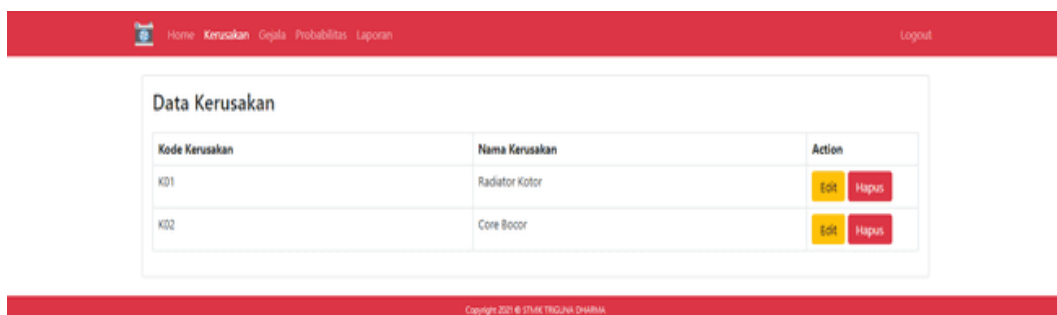 Home Kerusakan Gejala Probabilitas Laporan Logout
Data Kerusakan
Kode Kerusakan Nama Kerusakan Action
K01 Radiator Kotor Edit Hapus
K02 Core Bocor Edit Hapus
Copyright 2021 © STMIK TRIGUNA DHARMA